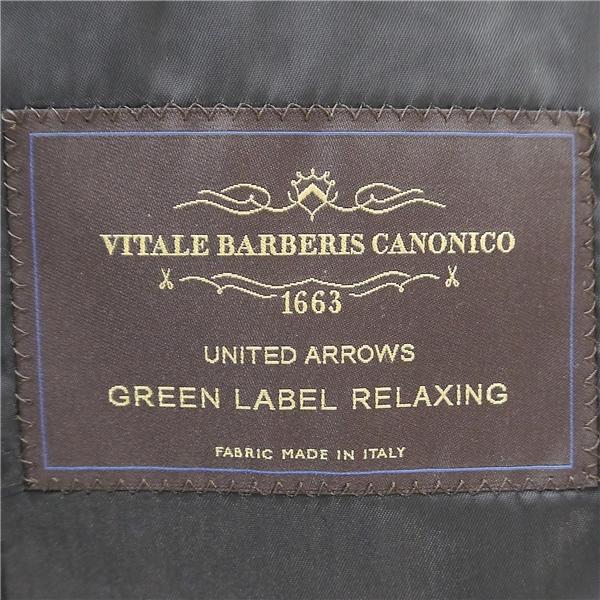 VITALE BARBERIS CANONICO
1663
UNITED ARROWS
GREEN LABEL RELAXING
FABRIC MADE IN ITALY